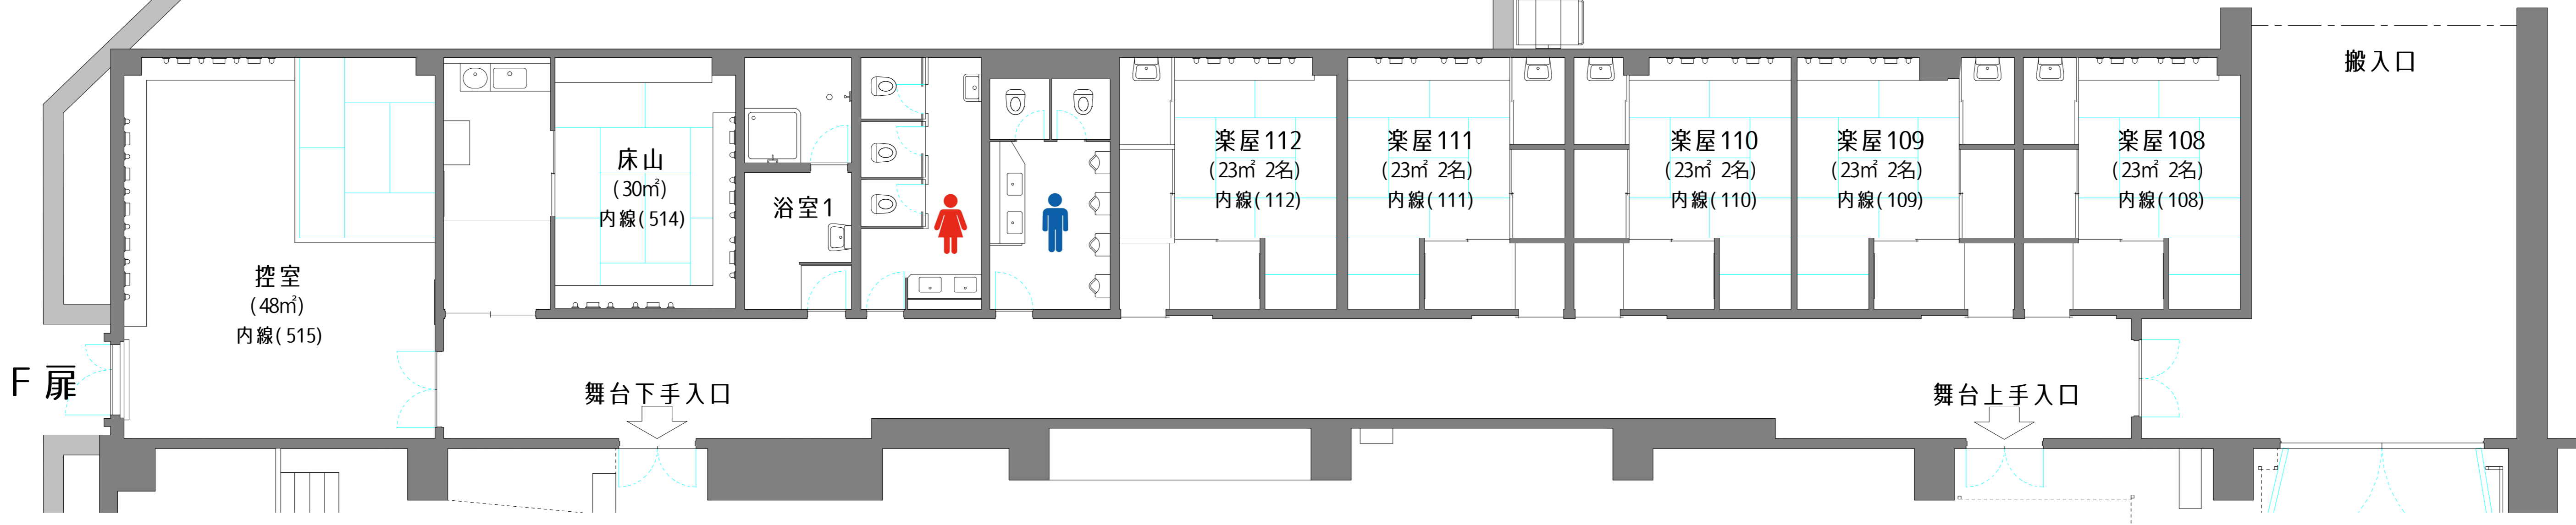 搬入口
楽屋112
(23㎡ 2名)
内線(112)
楽屋111
(23㎡ 2名)
内線(111)
楽屋110
(23㎡ 2名)
内線(110)
楽屋109
(23㎡ 2名)
内線(109)
楽屋108
(23㎡ 2名)
内線(108)
床山
(30㎡)
内線(514)
浴室1
控室
(48㎡)
内線(515)
F扉
舞台下手入口
舞台上手入口